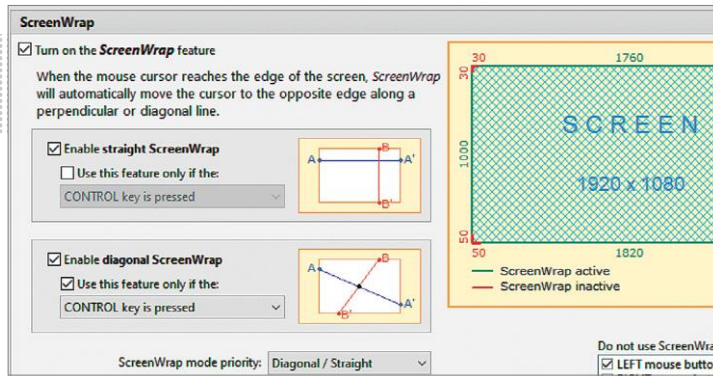 ScreenWrap
Turn on the ScreenWrap feature
When the mouse cursor reaches the edge of the screen, ScreenWrap
will automatically move the cursor to the opposite edge along a
perpendicular or diagonal line.
Enable straight ScreenWrap
Use this feature only if the:
CONTROL key is pressed
A
B
A'
B'
Enable diagonal ScreenWrap
Use this feature only if the:
CONTROL key is pressed
A
B
A'
B'
ScreenWrap mode priority: Diagonal / Straight
30
1760
30
SCREEN
1000
1920 x 1080
50
50
1820
ScreenWrap active
ScreenWrap inactive
Do not use ScreenWra
LEFT mouse butto